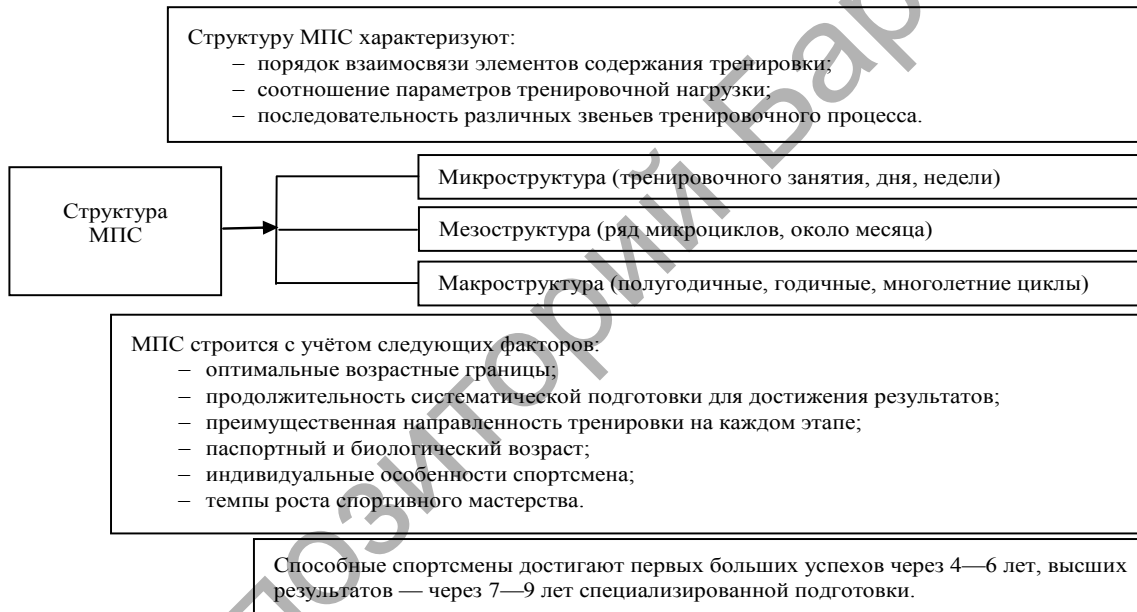 Структуру МПС характеризуют:
– порядок взаимосвязи элементов содержания тренировки;
– соотношение параметров тренировочной нагрузки;
– последовательность различных звеньев тренировочного процесса.
Структура
МПС
Микроструктура (тренировочного занятия, дня, недели)
Мезоструктура (ряд микроциклов, около месяца)
Макроструктура (полугодичные, годичные, многолетние циклы)
МПС строится с учётом следующих факторов:
– оптимальные возрастные границы;
– продолжительность систематической подготовки для достижения результатов;
– преимущественная направленность тренировки на каждом этапе;
– паспортный и биологический возраст;
– индивидуальные особенности спортсмена;
– темпы роста спортивного мастерства.
Способные спортсмены достигают первых больших успехов через 4—6 лет, высших
результатов — через 7—9 лет специализированной подготовки.
позиторий Бар